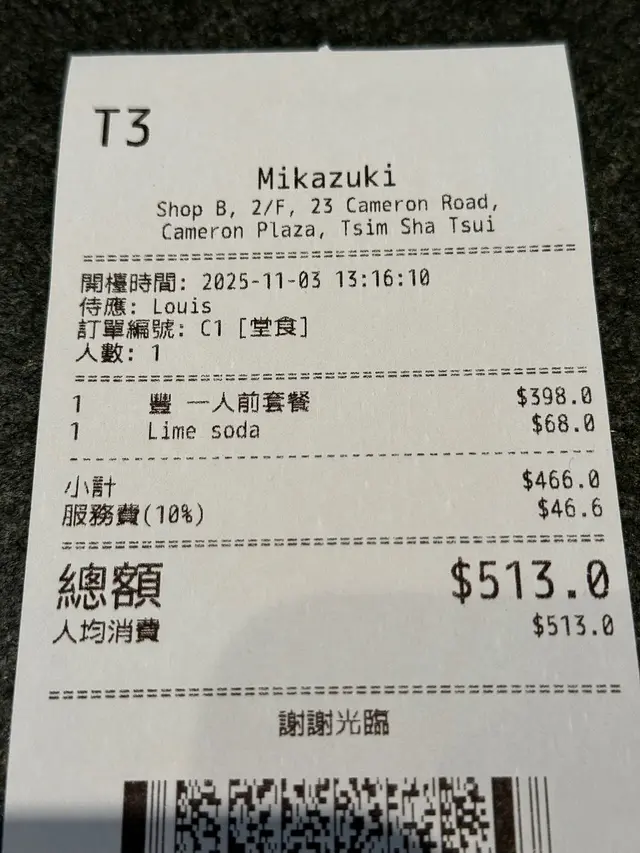 T3
Mikazuki
Shop B, 2/F, 23 Cameron Road,
Cameron Plaza, Tsim Sha Tsui
開檯時間: 2025-11-03 13:16:10
侍應: Louis
訂單編號: C1 [堂食]
人數: 1
1 豐 一人前套餐 $398.0
1 Lime soda $68.0
小計 $466.0
服務費(10%) $46.6
總額 $513.0
人均消費 $513.0
謝謝光臨